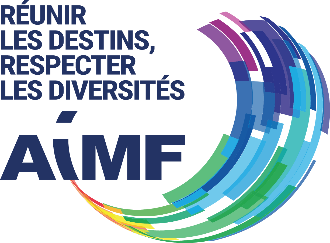 RÉUNIR
LES DESTINS,
RESPECTER
LES DIVERSITÉS
AiMF